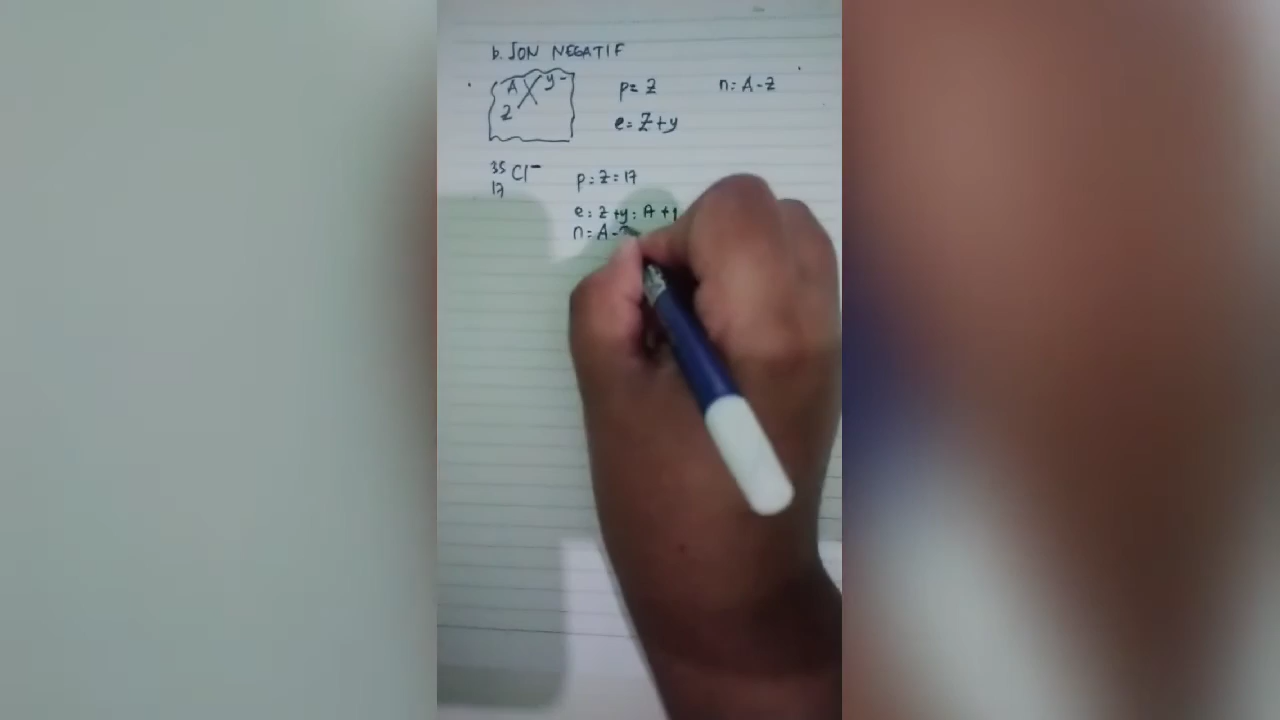 b. ION NEGATIF
A X y-
Z
p= Z n= A-Z
e= Z+y
35 Cl-
17
p=Z=17
e=Z+y= A+1
n=A-